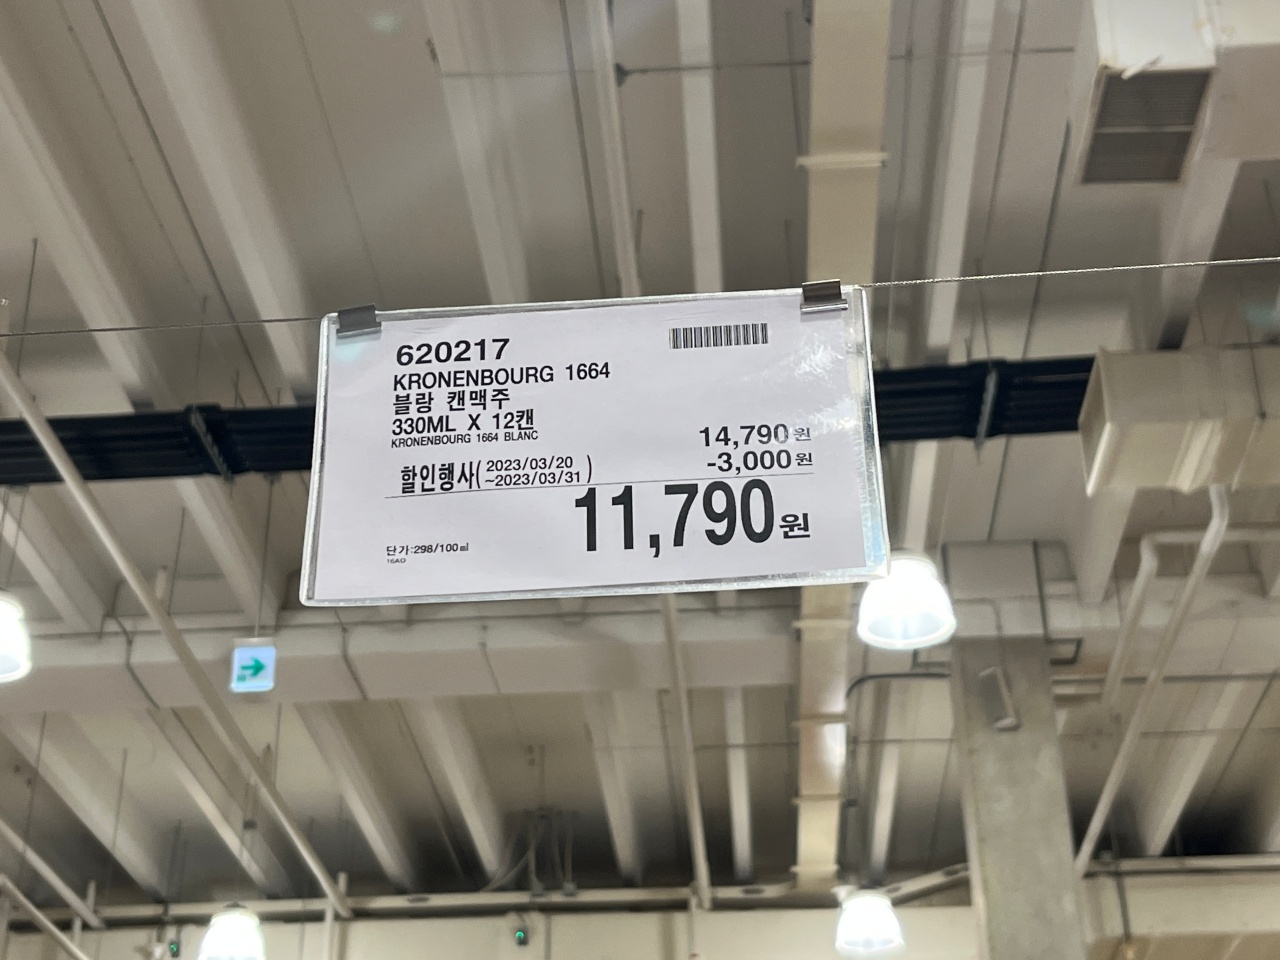 620217
KRONENBOURG 1664
블랑 캔맥주
330ML X 12캔
KRONENBOURG 1664 BLANC
14,790원
할인행사(2023/03/20 ~2023/03/31)
-3,000원
11,790원
단가:298/100㎖
16AO